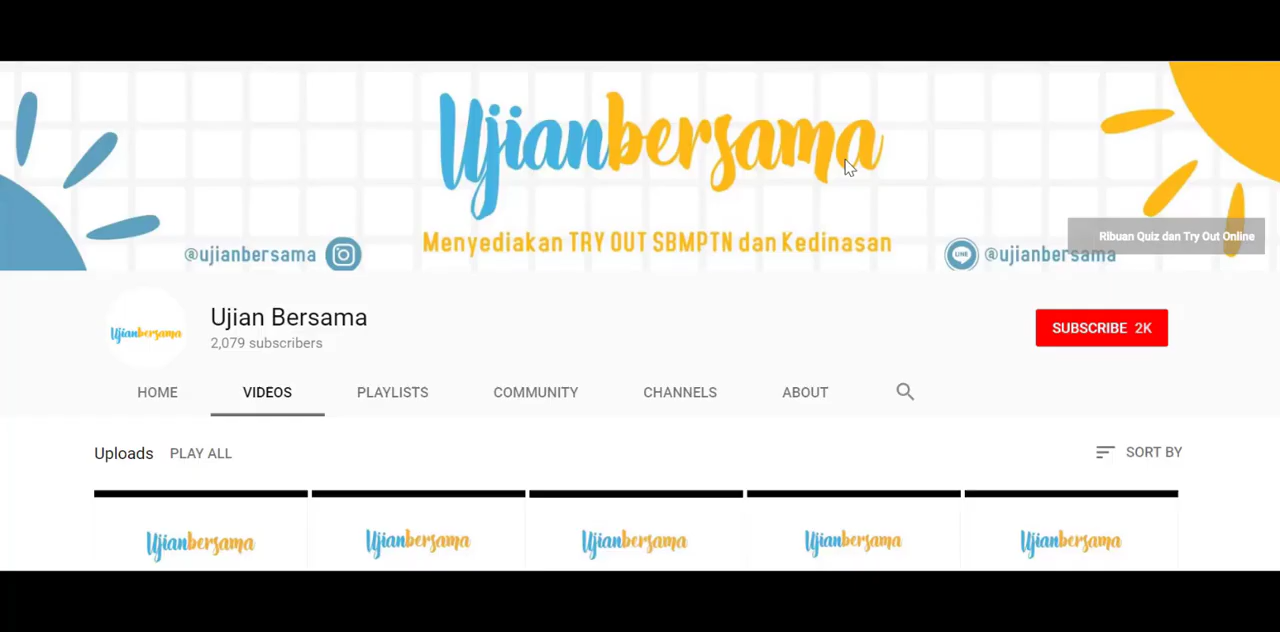 Ujianbersama
Menyediakan TRY OUT SBMPTN dan Kedinasan
@ujianbersama
LINE
@ujianbersama
Ribuan Quiz dan Try Out Online
Ujianbersama
Ujian Bersama
2,079 subscribers
SUBSCRIBE 2K
HOME VIDEOS PLAYLISTS COMMUNITY CHANNELS ABOUT
Uploads PLAY ALL SORT BY
Ujianbersama Ujianbersama Ujianbersama Ujianbersama Ujianbersama